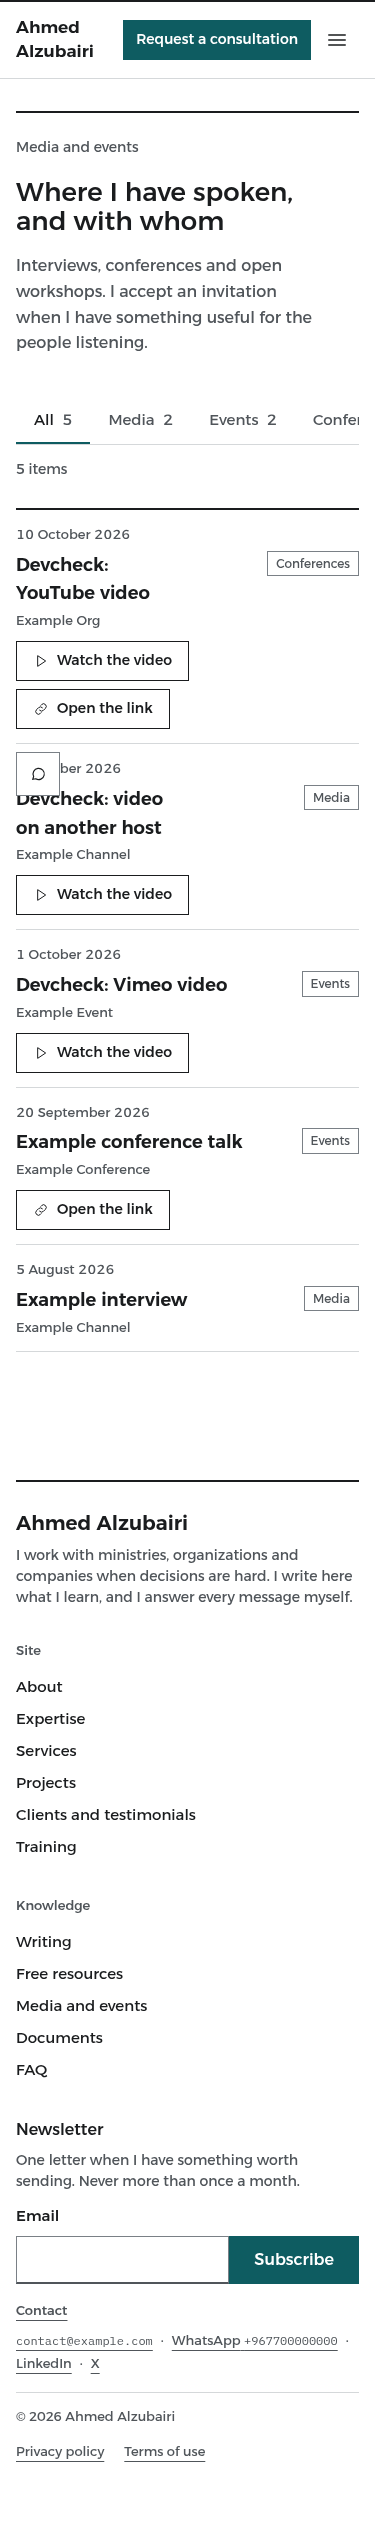 Ahmed
Alzubairi
Request a consultation
Media and events
Where I have spoken,
and with whom
Interviews, conferences and open
workshops. I accept an invitation
when I have something useful for the
people listening.
All 5 Media 2 Events 2 Confer
5 items
10 October 2026
Devcheck:
YouTube video
Conferences
Example Org
Watch the video
Open the link
ber 2026
Devcheck: video
on another host
Media
Example Channel
Watch the video
1 October 2026
Devcheck: Vimeo video
Events
Example Event
Watch the video
20 September 2026
Example conference talk
Events
Example Conference
Open the link
5 August 2026
Example interview
Media
Example Channel
Ahmed Alzubairi
I work with ministries, organizations and
companies when decisions are hard. I write here
what I learn, and I answer every message myself.
Site
About
Expertise
Services
Projects
Clients and testimonials
Training
Knowledge
Writing
Free resources
Media and events
Documents
FAQ
Newsletter
One letter when I have something worth
sending. Never more than once a month.
Email
Subscribe
Contact
contact@example.com · WhatsApp +967700000000 ·
LinkedIn · X
© 2026 Ahmed Alzubairi
Privacy policy Terms of use